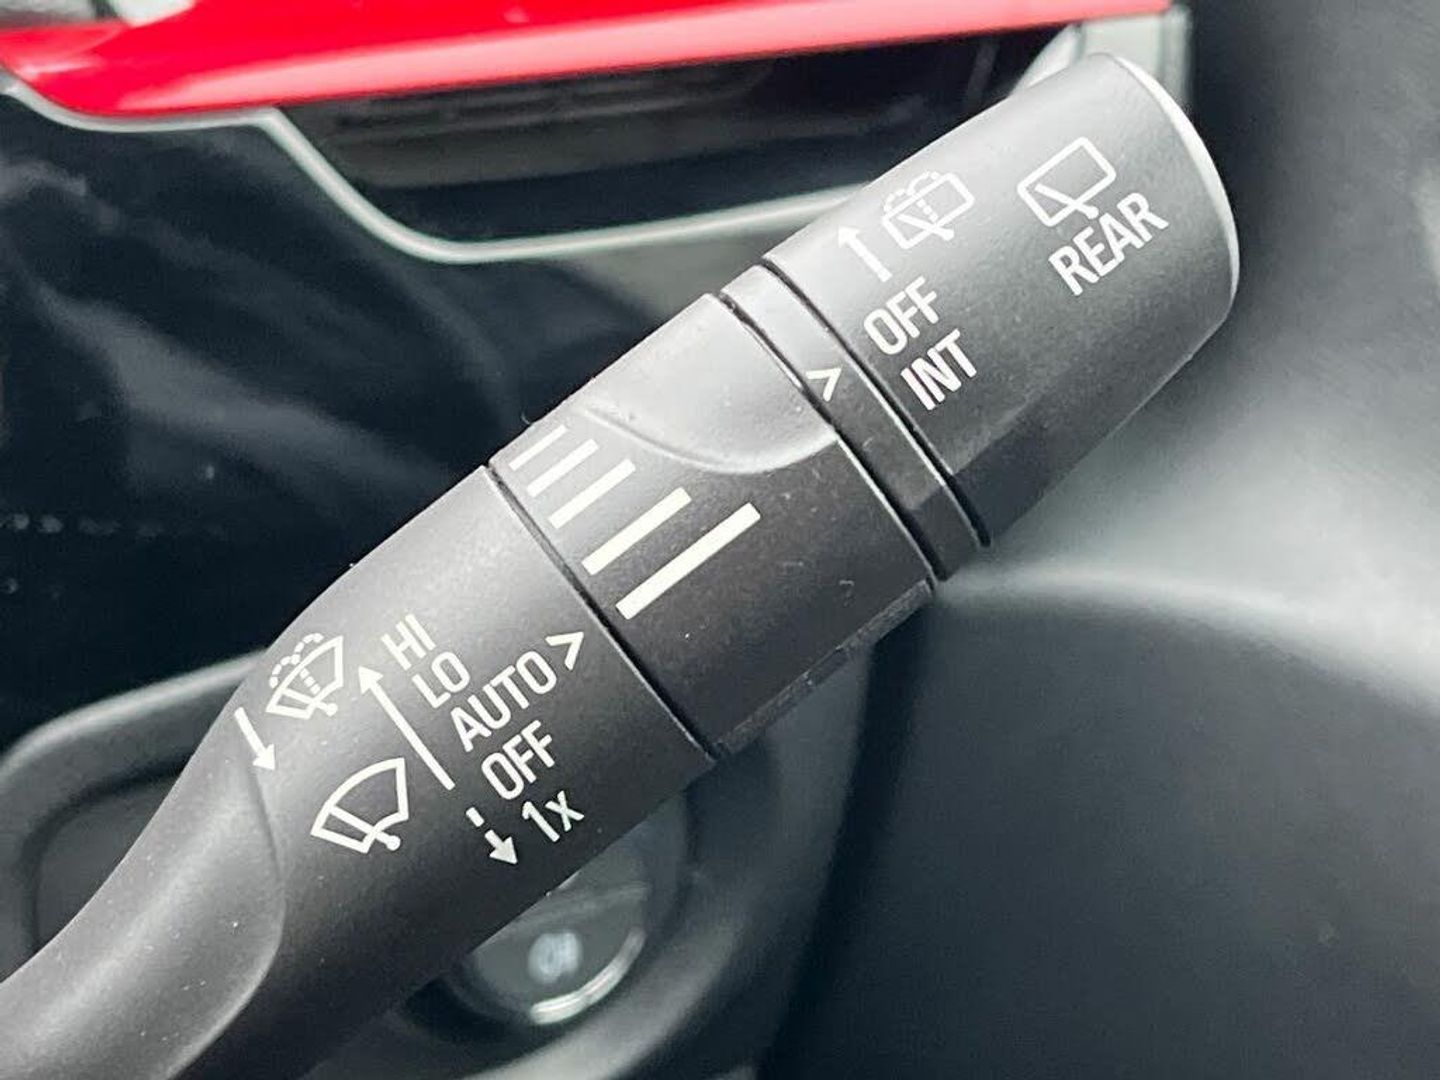 REAR
OFF
INT
HI
LO
AUTO >
OFF
1x